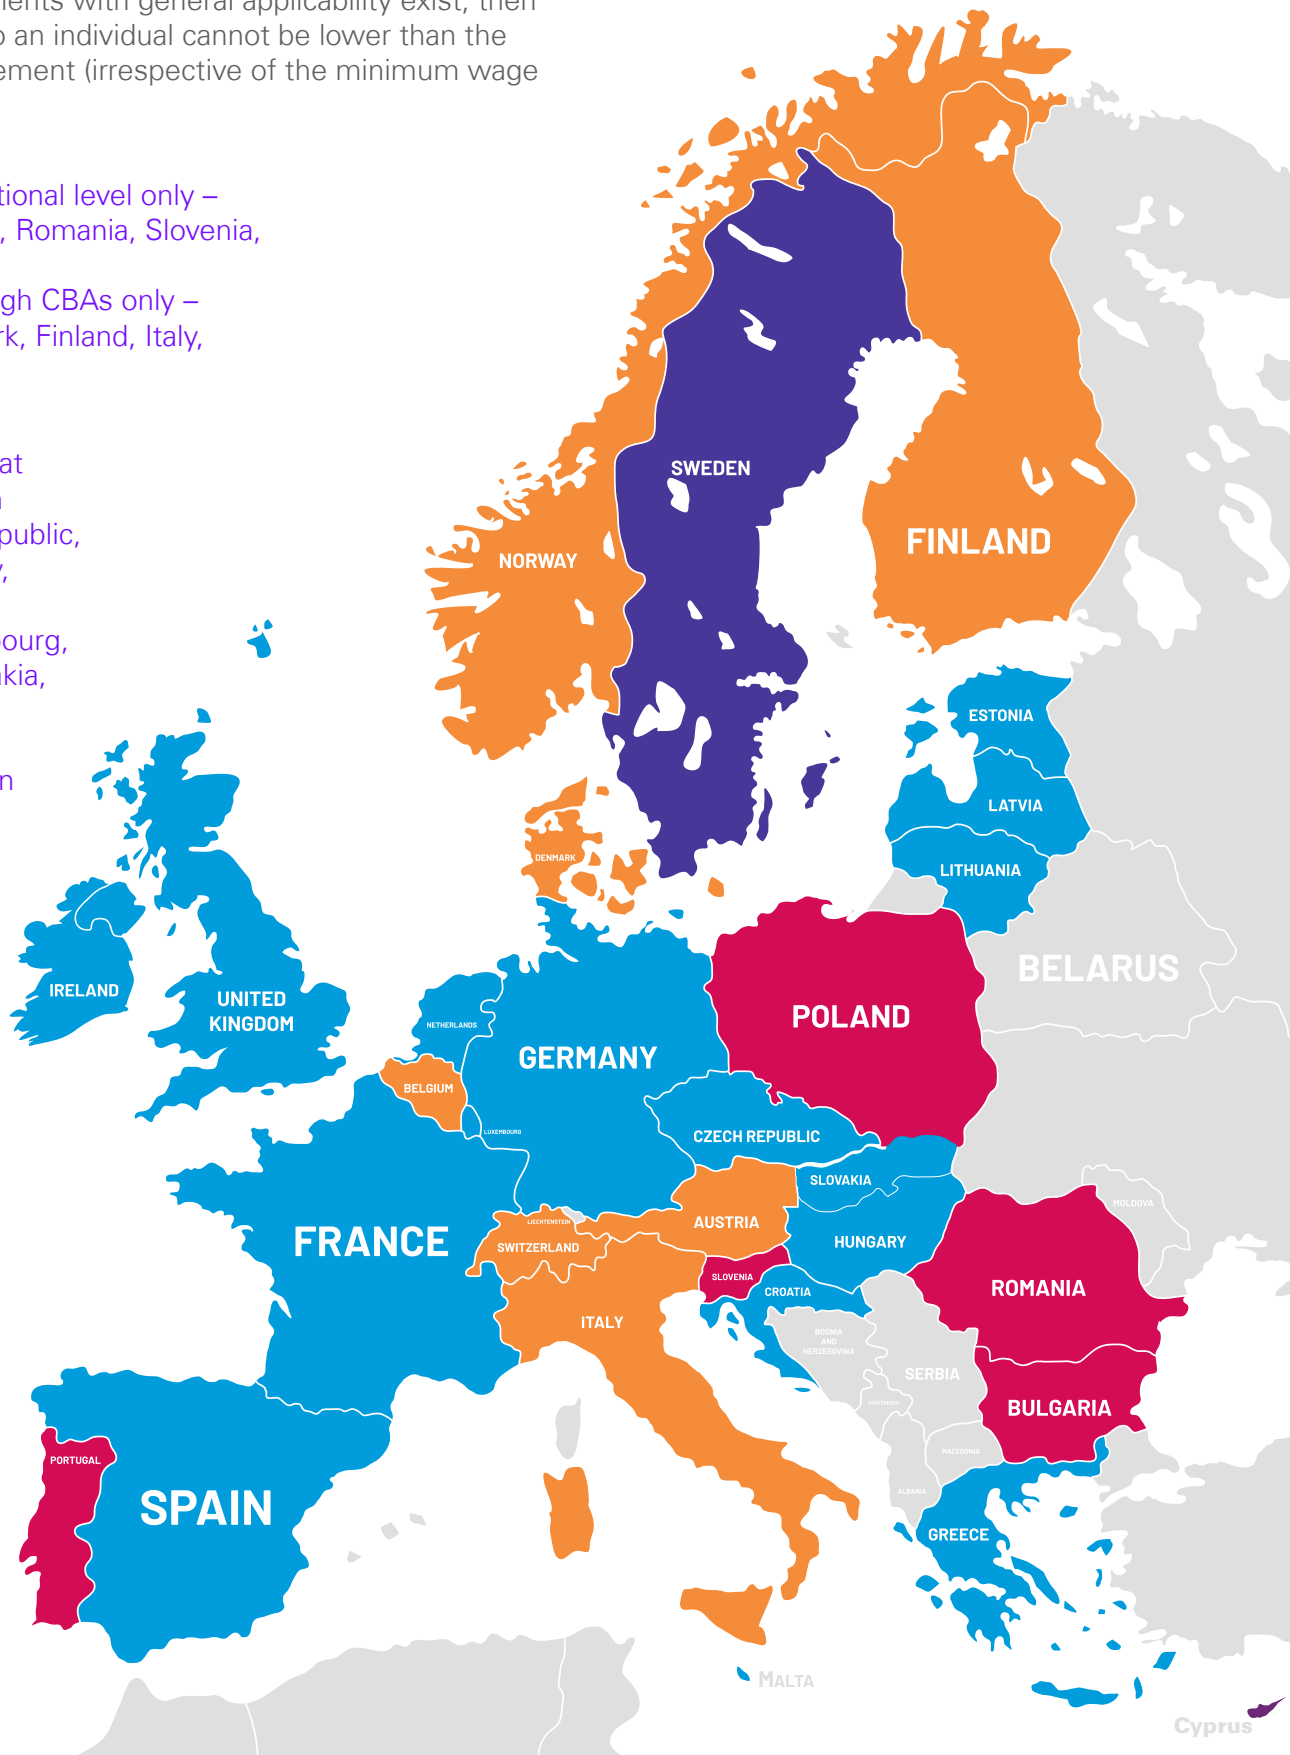 ments with general applicability exist, then
o an individual cannot be lower than the
ement (irrespective of the minimum wage
tional level only –
, Romania, Slovenia,
gh CBAs only –
rk, Finland, Italy,
at
public,
bourg,
kia,
n
SWEDEN
FINLAND
NORWAY
ESTONIA
LATVIA
DENMARK
LITHUANIA
BELARUS
IRELAND
UNITED
KINGDOM
POLAND
NETHERLANDS
GERMANY
BELGIUM
LUXEMBOURG
CZECH REPUBLIC
SLOVAKIA
MOLDOVA
LIECHTENSTEIN
AUSTRIA
FRANCE
SWITZERLAND
HUNGARY
SLOVENIA
CROATIA
ROMANIA
ITALY
BOSNIA
AND
HERZEGOVINA
SERBIA
MONTENEGRO
BULGARIA
MACEDONIA
PORTUGAL
ALBANIA
SPAIN
GREECE
MALTA
Cyprus